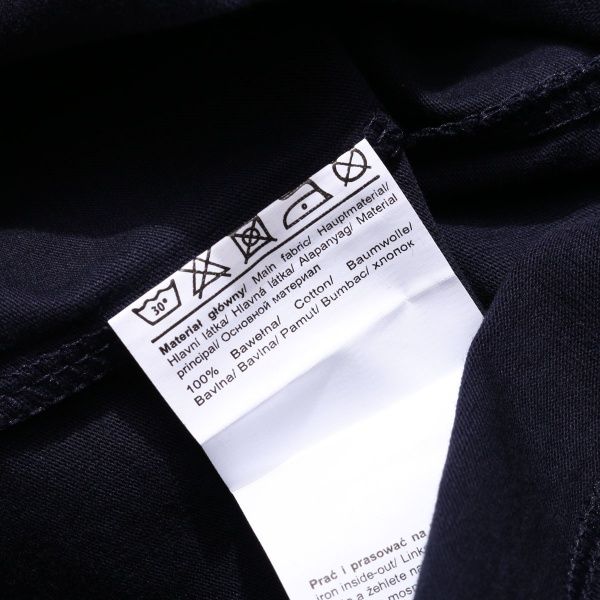 30°
Materiał główny/ Main fabric/ Hauptmaterial/
Hlavní látka/ Hlavná látka/ Alapanyag/ Material
principal/ Основной материал
100% Bawełna/ Cotton/ Baumwolle/
Bavlna/ Bavlna/ Pamut/ Bumbac/ хлопок
Prać i prasować na
iron inside-out/ Link
a žehlete na